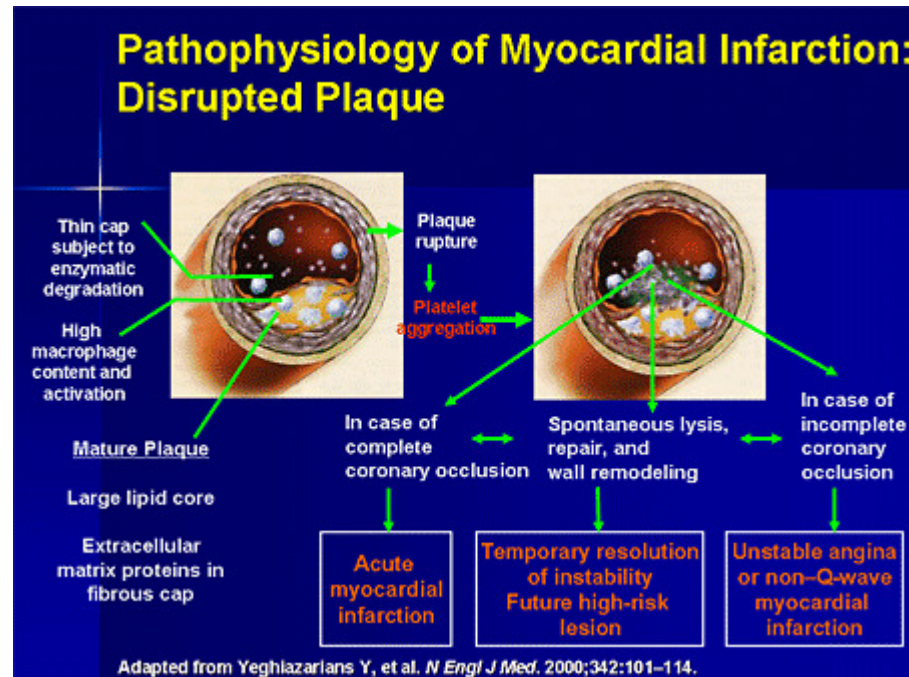 Pathophysiology of Myocardial Infarction:
Disrupted Plaque
Thin cap
subject to
enzymatic
degradation
High
macrophage
content and
activation
Mature Plaque
Large lipid core
Extracellular
matrix proteins in
fibrous cap
Plaque
rupture
Platelet
aggregation
In case of
complete
coronary occlusion
Spontaneous lysis,
repair, and
wall remodeling
In case of
incomplete
coronary
occlusion
Acute
myocardial
infarction
Temporary resolution
of instability
Future high-risk
lesion
Unstable angina
or non–Q-wave
myocardial
infarction
Adapted from Yeghiazarians Y, et al. N Engl J Med. 2000;342:101–114.